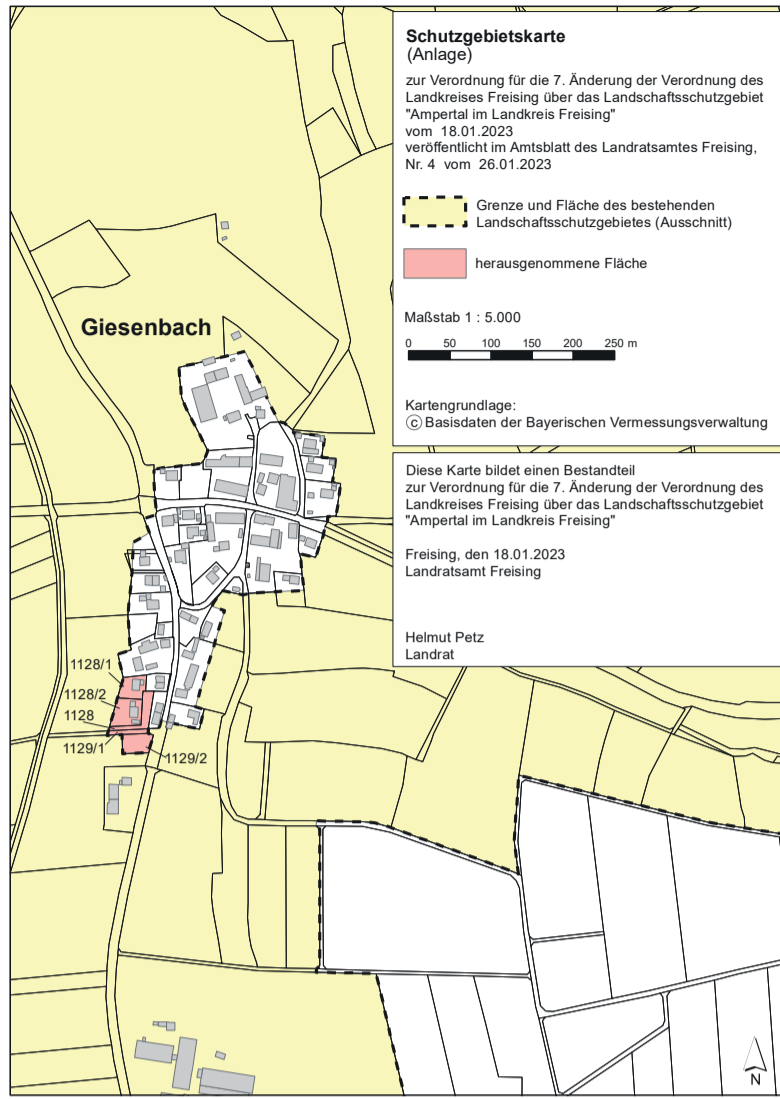 Schutzgebietskarte
(Anlage)
zur Verordnung für die 7. Änderung der Verordnung des
Landkreises Freising über das Landschaftsschutzgebiet
"Ampertal im Landkreis Freising"
vom 18.01.2023
veröffentlicht im Amtsblatt des Landratsamtes Freising,
Nr. 4 vom 26.01.2023
Grenze und Fläche des bestehenden
Landschaftsschutzgebietes (Ausschnitt)
herausgenommene Fläche
Maßstab 1 : 5.000
0 50 100 150 200 250 m
Kartengrundlage:
© Basisdaten der Bayerischen Vermessungsverwaltung
Diese Karte bildet einen Bestandteil
zur Verordnung für die 7. Änderung der Verordnung des
Landkreises Freising über das Landschaftsschutzgebiet
"Ampertal im Landkreis Freising"
Freising, den 18.01.2023
Landratsamt Freising
Helmut Petz
Landrat
Giesenbach
1128/1
1128/2
1128
1129/1
1129/2
N